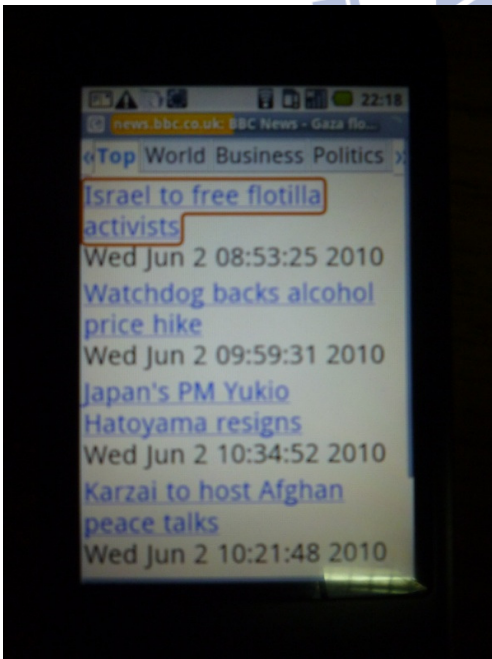 22:18
news.bbc.co.uk: BBC News - Gaza flo...
«Top World Business Politics »
Israel to free flotilla
activists
Wed Jun 2 08:53:25 2010
Watchdog backs alcohol
price hike
Wed Jun 2 09:59:31 2010
Japan's PM Yukio
Hatoyama resigns
Wed Jun 2 10:34:52 2010
Karzai to host Afghan
peace talks
Wed Jun 2 10:21:48 2010